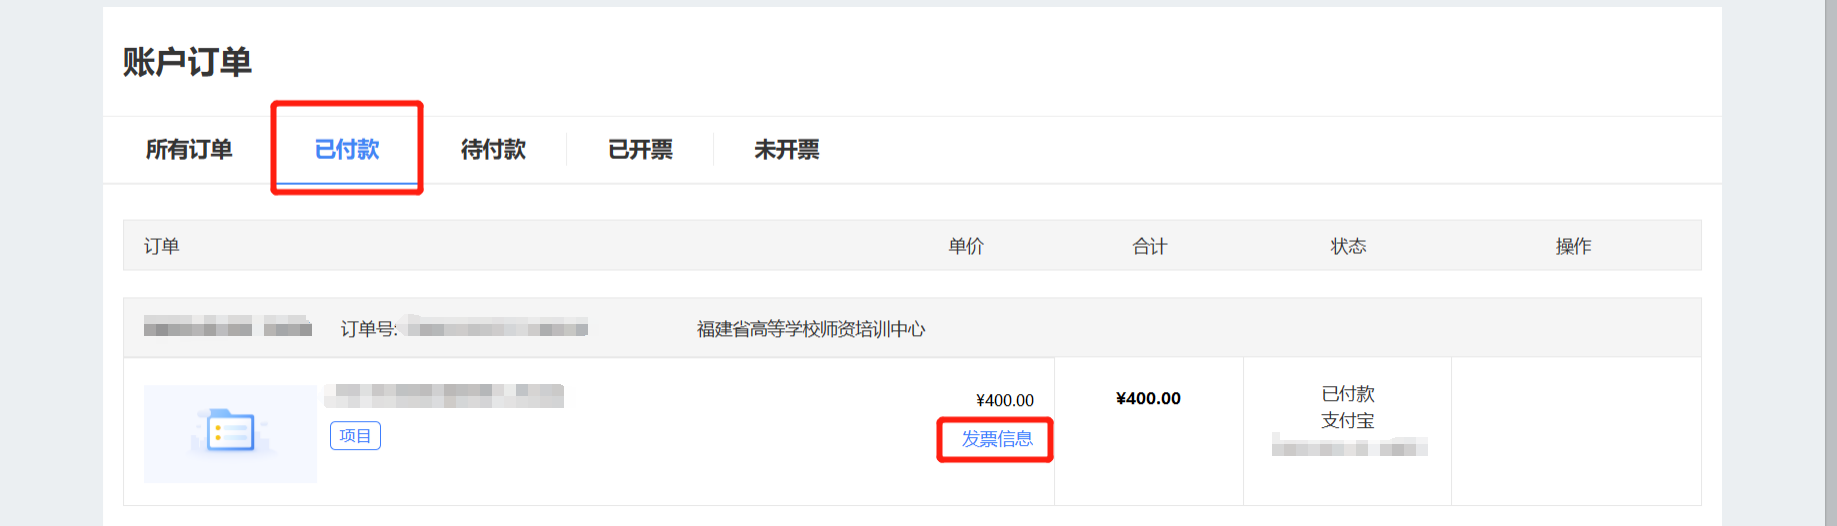 账户订单
所有订单 已付款 待付款 已开票 未开票
订单 单价 合计 状态 操作
订单号: 福建省高等学校师资培训中心
¥400.00 ¥400.00 已付款
项目 发票信息 支付宝